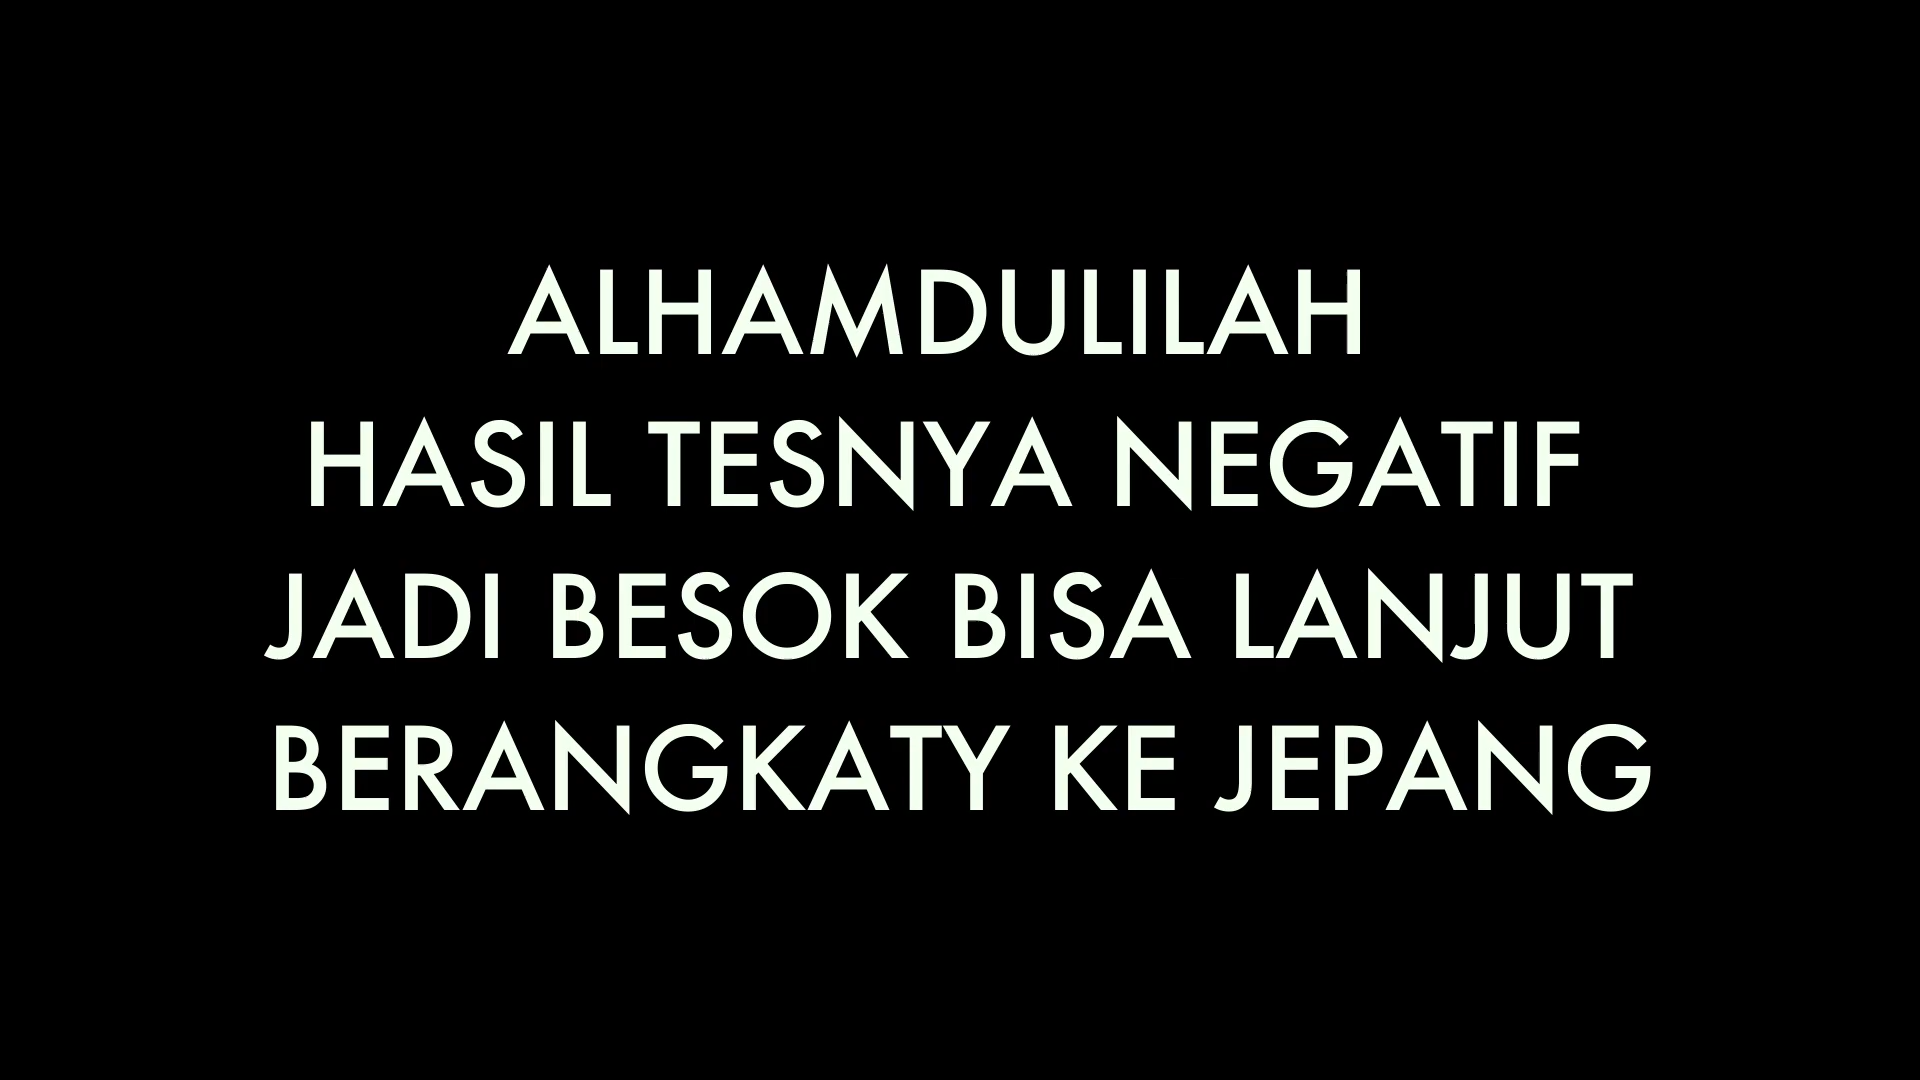 ALHAMDULILAH
HASIL TESNYA NEGATIF
JADI BESOK BISA LANJUT
BERANGKATY KE JEPANG